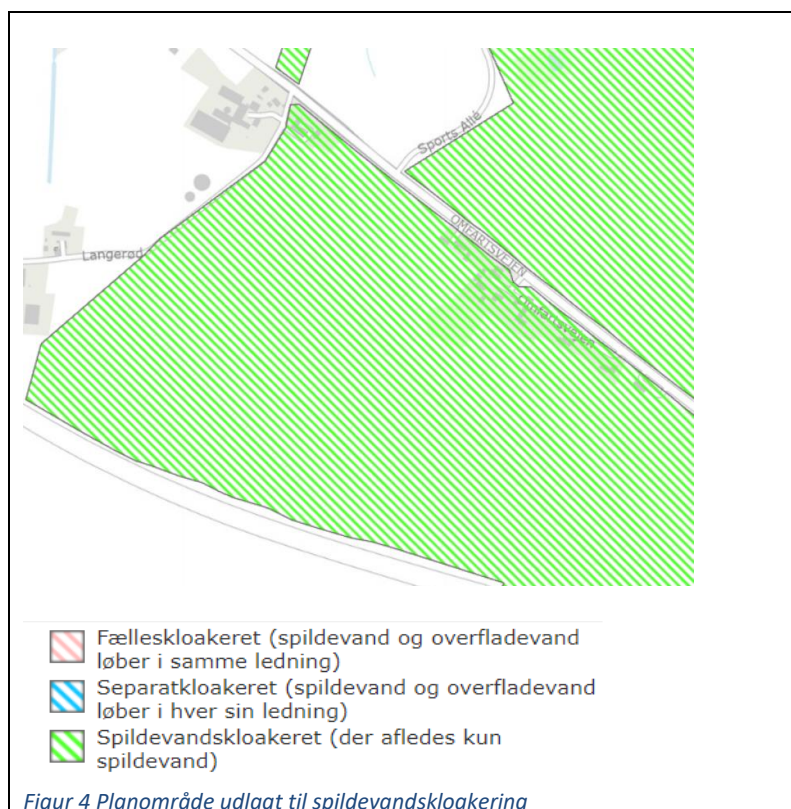 Sports Allé
Langerød
OMFARTSVEJEN
Omfartsvejen
Fælleskloakeret (spildevand og overfladevand
løber i samme ledning)
Separatkloakeret (spildevand og overfladevand
løber i hver sin ledning)
Spildevandskloakeret (der afledes kun
spildevand)
Figur 4 Planområde udlagt til spildevandskloakering